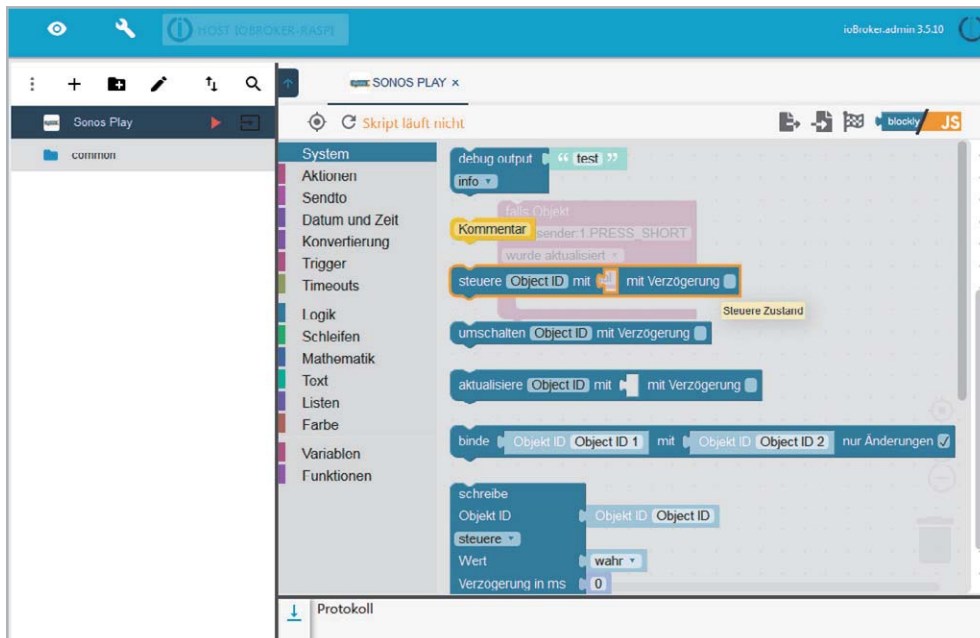 HOST IOBROKER-RASPI
ioBroker.admin 3.5.10
SONOS PLAY ×
Sonos Play
Skript läuft nicht
blockly
JS
common
System
Aktionen
Sendto
Datum und Zeit
Konvertierung
Trigger
Timeouts
Logik
Schleifen
Mathematik
Text
Listen
Farbe
Variablen
Funktionen
debug output “ test ”
info
falls Objekt
Kommentar
sender:1.PRESS_SHORT
wurde aktualisiert
steuere Object ID mit mit Verzögerung
Steuere Zustand
umschalten Object ID mit Verzögerung
aktualisiere Object ID mit mit Verzögerung
binde Objekt ID Object ID 1 mit Objekt ID Object ID 2 nur Änderungen
schreibe
Objekt ID Objekt ID Object ID
steuere
Wert wahr
Verzögerung in ms 0
Protokoll